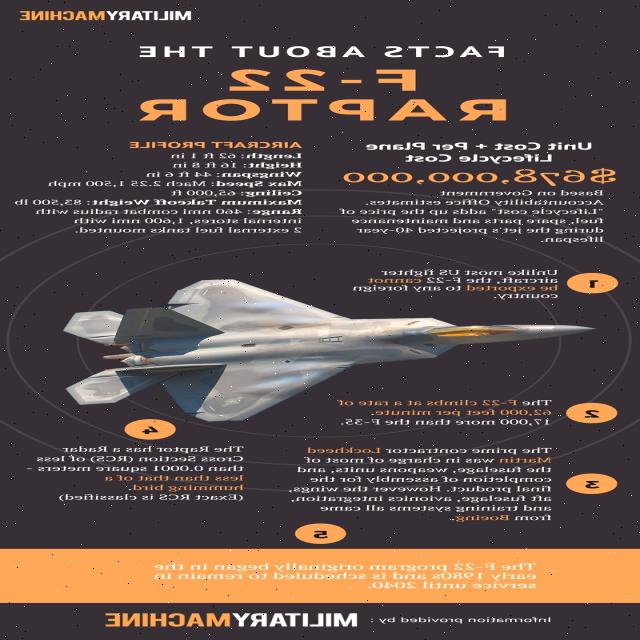 MILITARYMACHINE
FACTS ABOUT THE
F-22
RAPTOR
Unit Cost + Per Plane
Lifecycle Cost
$678,000,000
Based on Government
Accountability Office estimates.
"Lifecycle cost" adds up the price of
fuel, spare parts and maintenance
during the jet's projected 40-year
lifespan.
AIRCRAFT PROFILE
Length: 62 ft 1 in
Height: 16 ft 8 in
Wingspan: 44 ft 6 in
Max Speed: Mach 2.25 1,500 mph
Ceiling: 65,000 ft
Maximum Takeoff Weight: 83,500 lb
Range: 460 nmi combat radius with
internal stores, 1,600 nmi with
2 external fuel tanks mounted.
1
Unlike most US fighter
aircraft, the F-22 cannot
be exported to any foreign
country.
2
The F-22 climbs at a rate of
62,000 feet per minute.
17,000 more than the F-35.
3
The prime contractor Lockheed
Martin was in charge of most of
the fuselage, weapons units, and
completion of assembly for the
final product. However the wings,
aft fuselage, avionics integration,
and training systems all came
from Boeing.
4
The Raptor has a Radar
Cross Section (RCS) of less
than 0.0001 square meters -
less than that of a
humming bird.
(Exact RCS is classified)
5
The F-22 program originally began in the
early 1980s and is scheduled to remain in
service until 2040.
Information provided by : MILITARYMACHINE